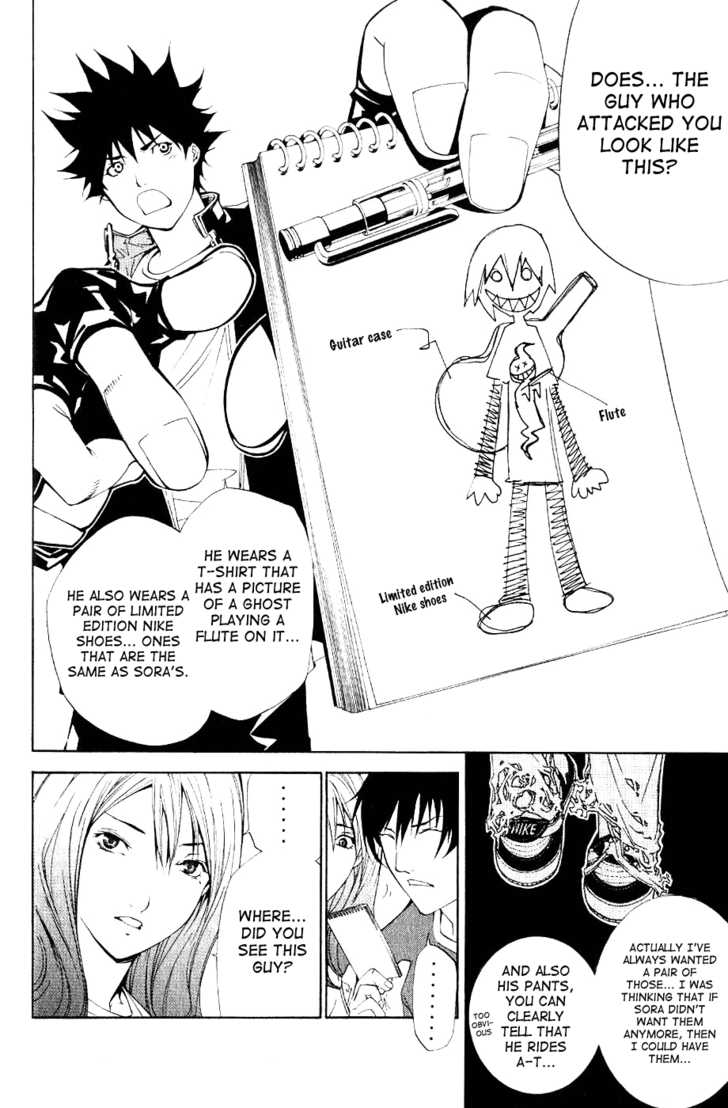 DOES... THE
GUY WHO
ATTACKED YOU
LOOK LIKE
THIS?
Guitar case
Flute
Limited edition
Nike shoes
HE WEARS A
T-SHIRT THAT
HAS A PICTURE
OF A GHOST
PLAYING A
FLUTE ON IT...
HE ALSO WEARS A
PAIR OF LIMITED
EDITION NIKE
SHOES... ONES
THAT ARE THE
SAME AS SORA'S.
NIKE
ACTUALLY I'VE
ALWAYS WANTED
A PAIR OF
THOSE... I WAS
THINKING THAT IF
SORA DIDN'T
WANT THEM
ANYMORE, THEN
I COULD HAVE
THEM...
AND ALSO
HIS PANTS,
YOU CAN
CLEARLY
TELL THAT
HE RIDES
A-T...
TOO
OBVI-
OUS
......
......
WHERE...
DID YOU
SEE THIS
GUY?